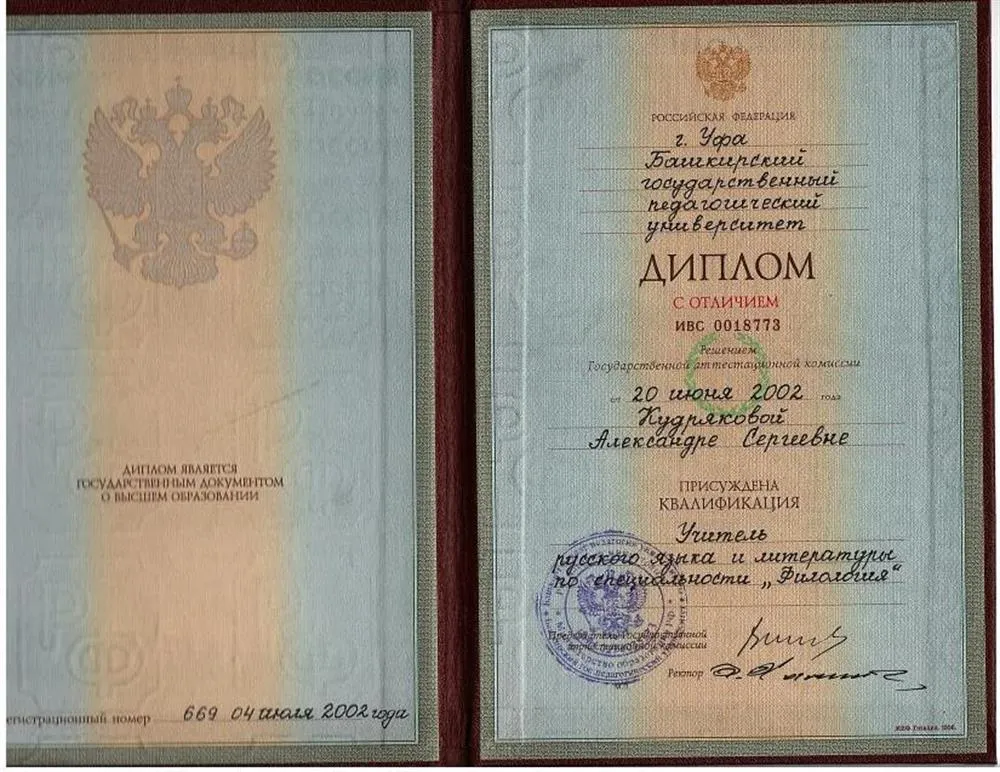 ДИПЛОМ ЯВЛЯЕТСЯ
ГОСУДАРСТВЕННЫМ ДОКУМЕНТОМ
О ВЫСШЕМ ОБРАЗОВАНИИ
егистрационный номер 669 04 июля 2002 года
РОССИЙСКАЯ ФЕДЕРАЦИЯ
г. Уфа
Башкирский
государственный
педагогический
университет
ДИПЛОМ
С ОТЛИЧИЕМ
ИВС 0018773
Решением
Государственной аттестационной комиссии
от 20 июня 2002 года
Кудряковой
Александре Сергеевне
ПРИСУЖДЕНА
КВАЛИФИКАЦИЯ
Учитель
русского языка и литературы
по специальности „Филология“
Председатель Государственной
аттестационной комиссии
Ректор